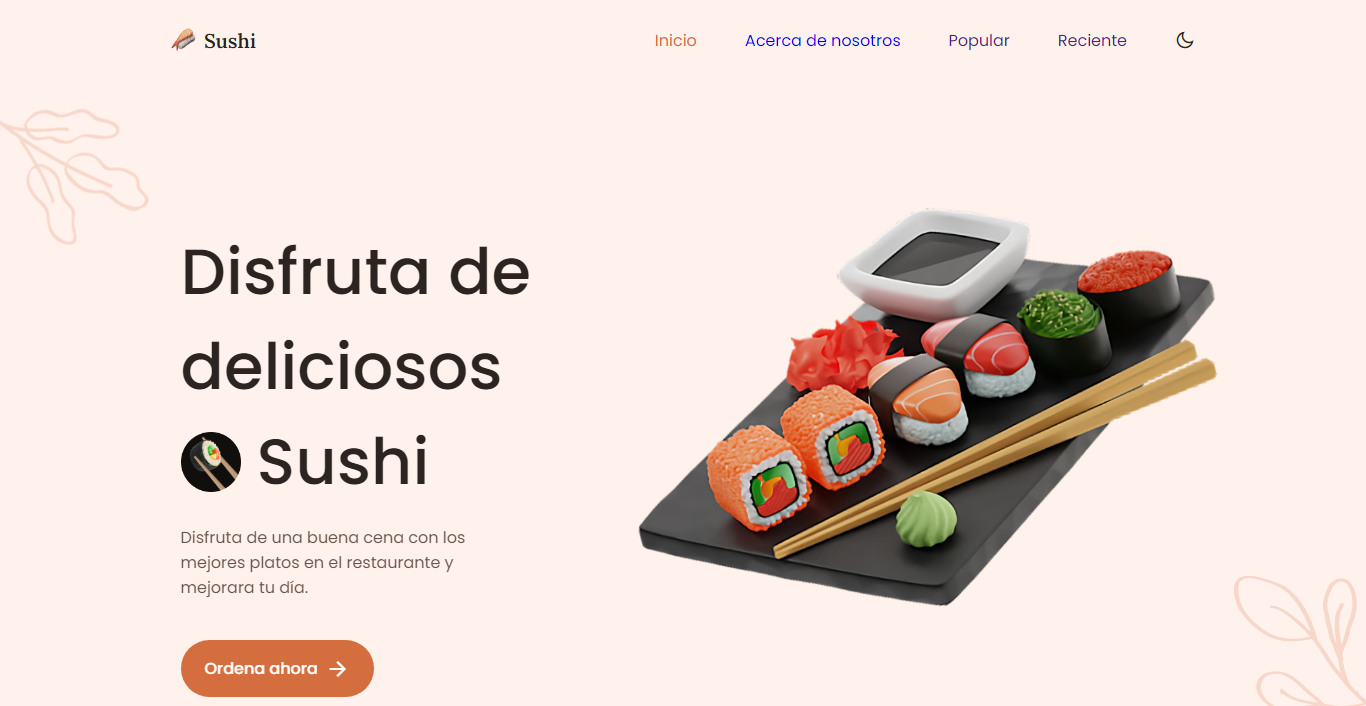 Sushi
Inicio Acerca de nosotros Popular Reciente
Disfruta de
deliciosos
Sushi
Disfruta de una buena cena con los
mejores platos en el restaurante y
mejorara tu día.
Ordena ahora